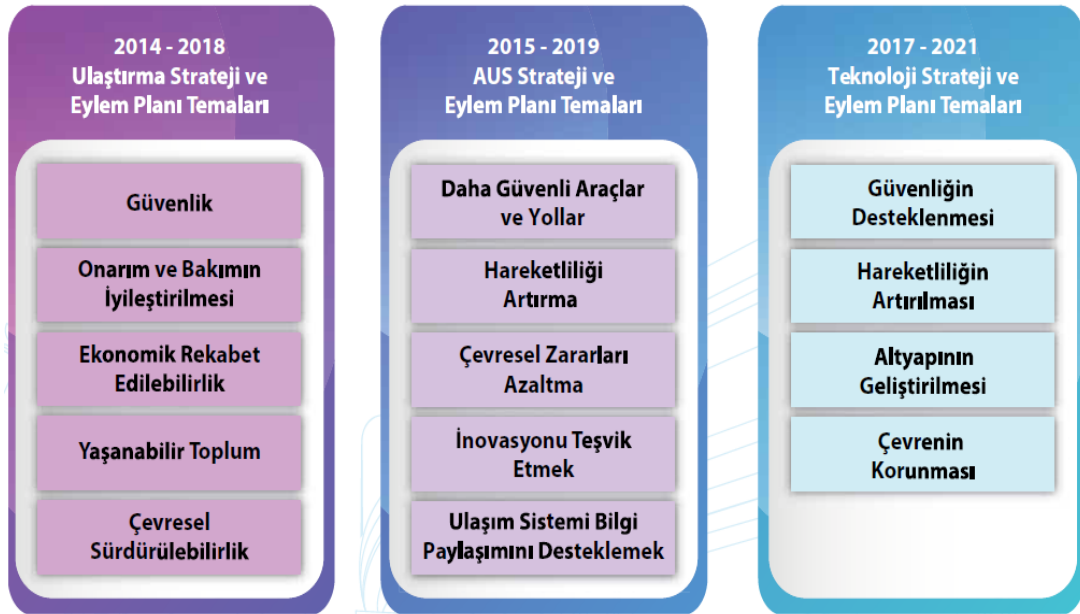 2014 - 2018
Ulaştırma Strateji ve
Eylem Planı Temaları
Güvenlik
Onarım ve Bakımın
İyileştirilmesi
Ekonomik Rekabet
Edilebilirlik
Yaşanabilir Toplum
Çevresel
Sürdürülebilirlik
2015 - 2019
AUS Strateji ve
Eylem Planı Temaları
Daha Güvenli Araçlar
ve Yollar
Hareketliliği
Artırma
Çevresel Zararları
Azaltma
İnovasyonu Teşvik
Etmek
Ulaşım Sistemi Bilgi
Paylaşımını Desteklemek
2017 - 2021
Teknoloji Strateji ve
Eylem Planı Temaları
Güvenliğin
Desteklenmesi
Hareketliliğin
Artırılması
Altyapının
Geliştirilmesi
Çevrenin
Korunması